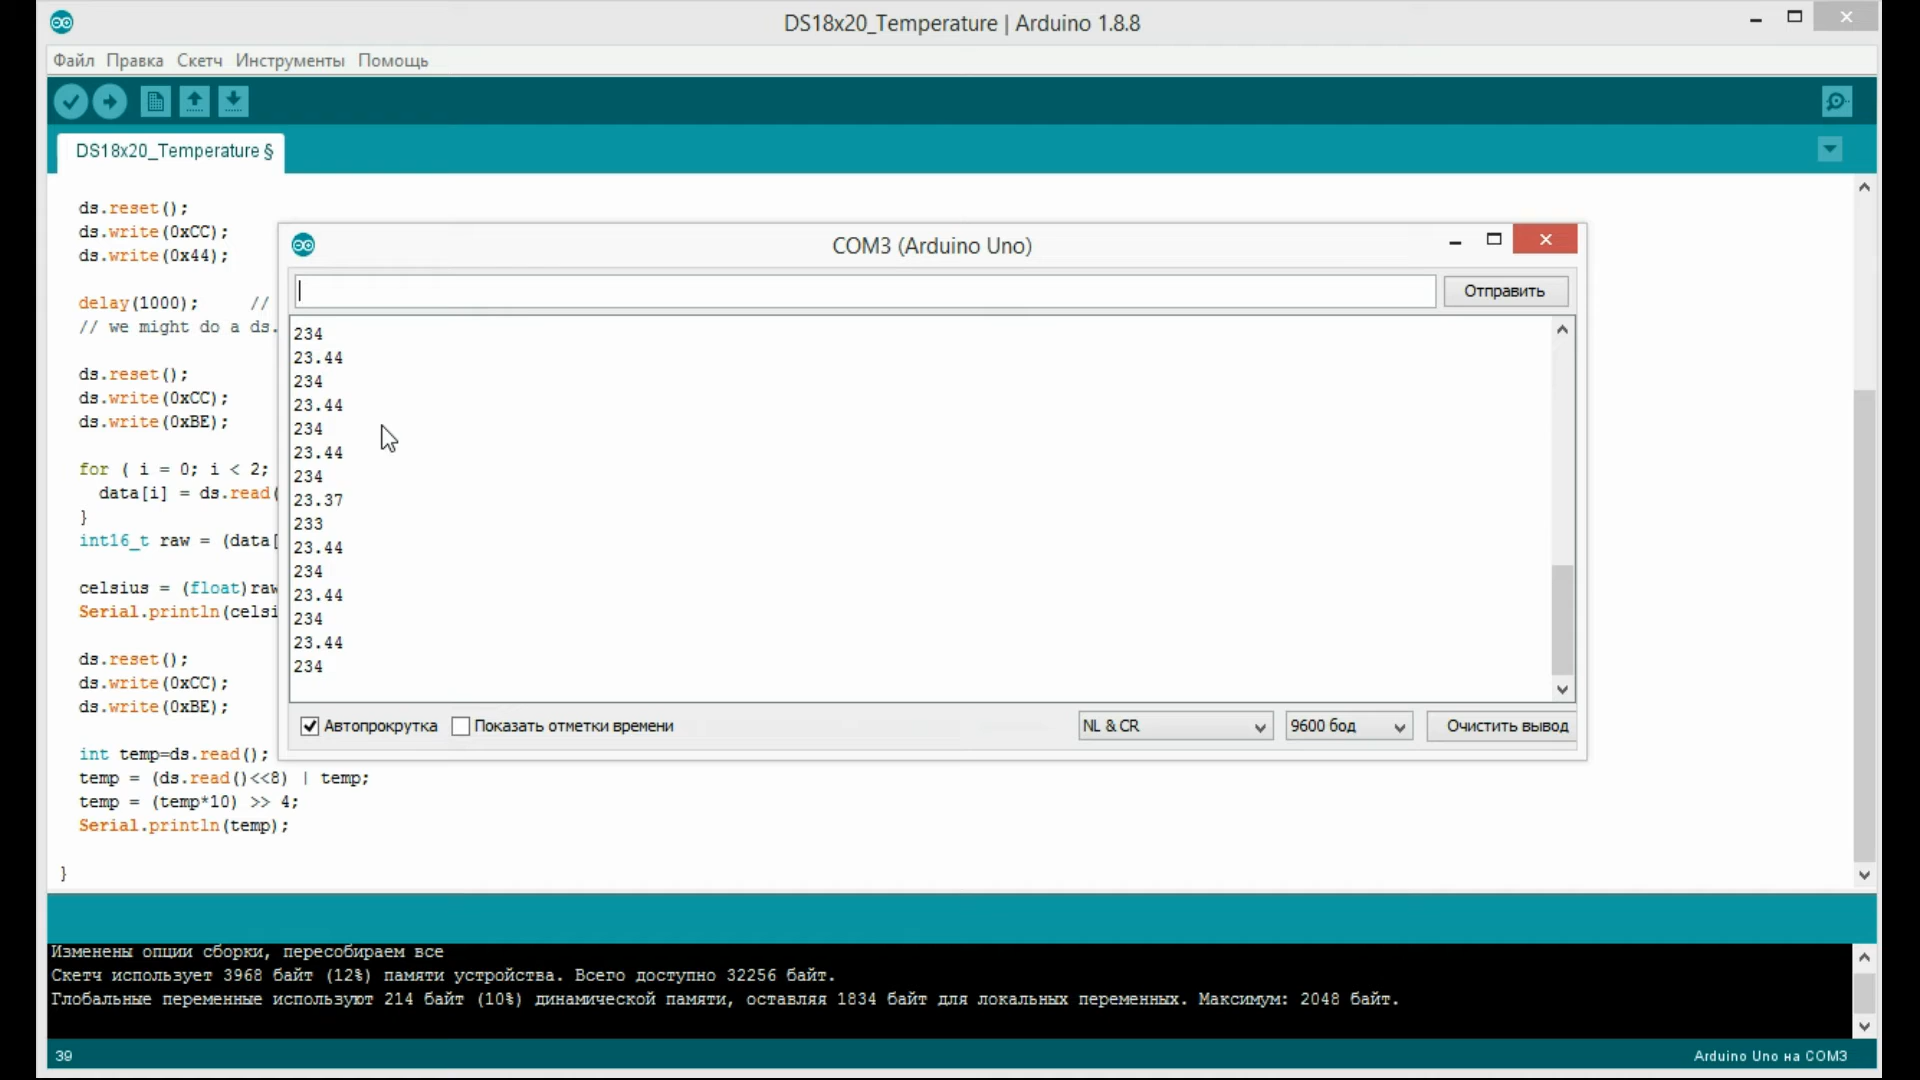 DS18x20_Temperature | Arduino 1.8.8
Файл Правка Скетч Инструменты Помощь
DS18x20_Temperature §
ds.reset();
ds.write(0xCC);
ds.write(0x44);
delay(1000); //
// we might do a ds.
ds.reset();
ds.write(0xCC);
ds.write(0xBE);
for ( i = 0; i < 2;
data[i] = ds.read(
}
int16_t raw = (data[
celsius = (float)raw
Serial.println(celsi
ds.reset();
ds.write(0xCC);
ds.write(0xBE);
int temp=ds.read();
temp = (ds.read()<<8) | temp;
temp = (temp*10) >> 4;
Serial.println(temp);
}
COM3 (Arduino Uno)
Отправить
234
23.44
234
23.44
234
23.44
234
23.37
233
23.44
234
23.44
234
23.44
234
Автопрокрутка Показать отметки времени NL & CR 9600 бод Очистить вывод
Изменены опции сборки, пересобираем все
Скетч использует 3968 байт (12%) памяти устройства. Всего доступно 32256 байт.
Глобальные переменные используют 214 байт (10%) динамической памяти, оставляя 1834 байт для локальных переменных. Максимум: 2048 байт.
39 Arduino Uno на COM3